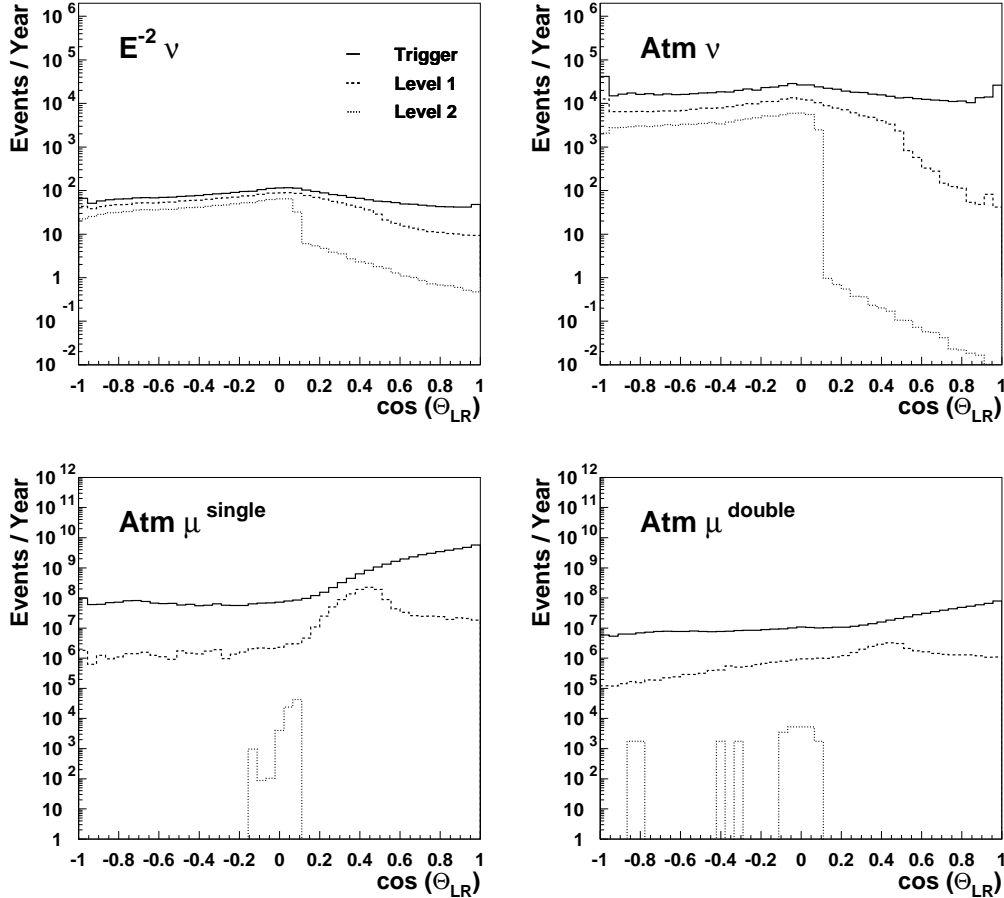 Events / Year
10^6
10^5
10^4
10^3
10^2
10
1
10^-1
10^-2
E^-2 ν
Trigger
Level 1
Level 2
-1 -0.8 -0.6 -0.4 -0.2 0 0.2 0.4 0.6 0.8 1
cos (Θ_LR)
Events / Year
10^6
10^5
10^4
10^3
10^2
10
1
10^-1
10^-2
Atm ν
-1 -0.8 -0.6 -0.4 -0.2 0 0.2 0.4 0.6 0.8 1
cos (Θ_LR)
Events / Year
10^12
10^11
10^10
10^9
10^8
10^7
10^6
10^5
10^4
10^3
10^2
10
1
Atm μ^single
-1 -0.8 -0.6 -0.4 -0.2 0 0.2 0.4 0.6 0.8 1
cos (Θ_LR)
Events / Year
10^12
10^11
10^10
10^9
10^8
10^7
10^6
10^5
10^4
10^3
10^2
10
1
Atm μ^double
-1 -0.8 -0.6 -0.4 -0.2 0 0.2 0.4 0.6 0.8 1
cos (Θ_LR)